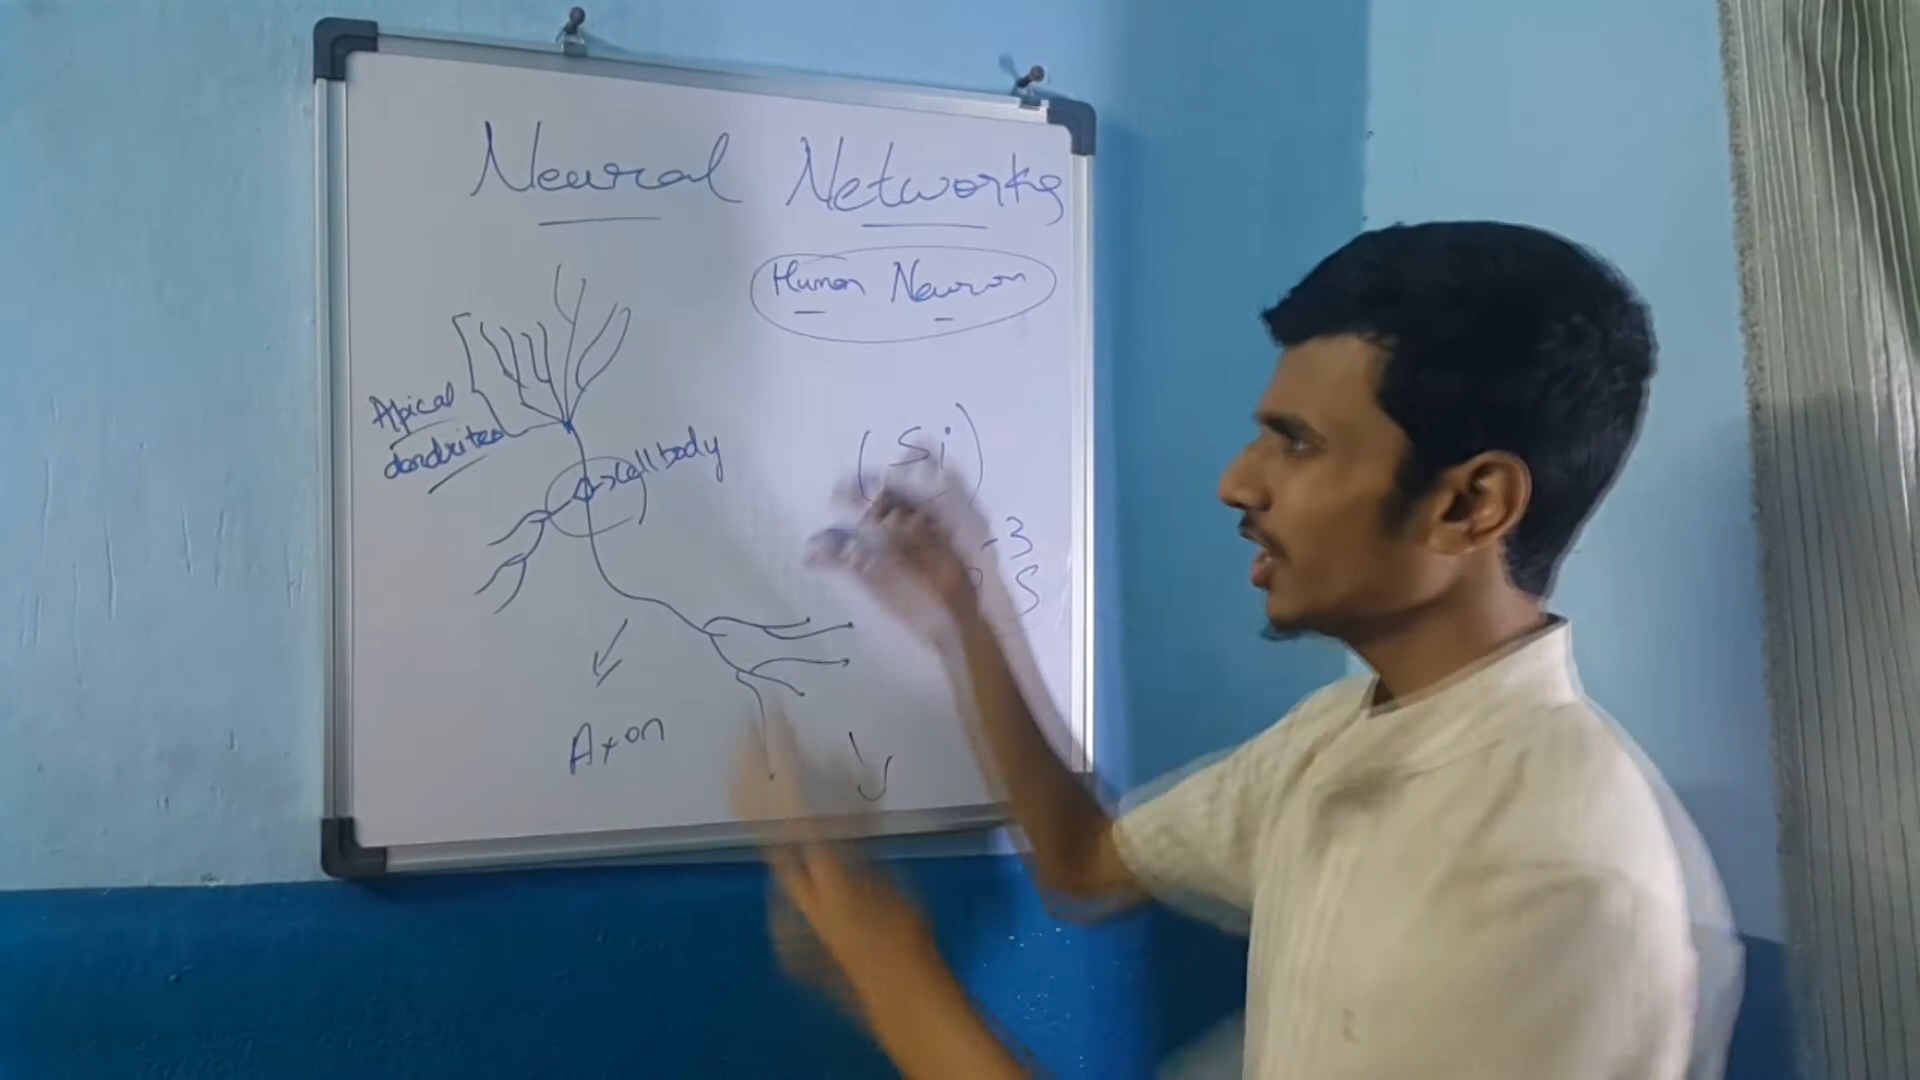 Neural Networks
Human Neuron
Apical
dendrites
cell body
(Si)
-3
S
Axon